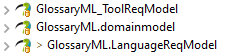 GlossaryML_ToolReqModel
GlossaryML.domainmodel
> GlossaryML.LanguageReqModel